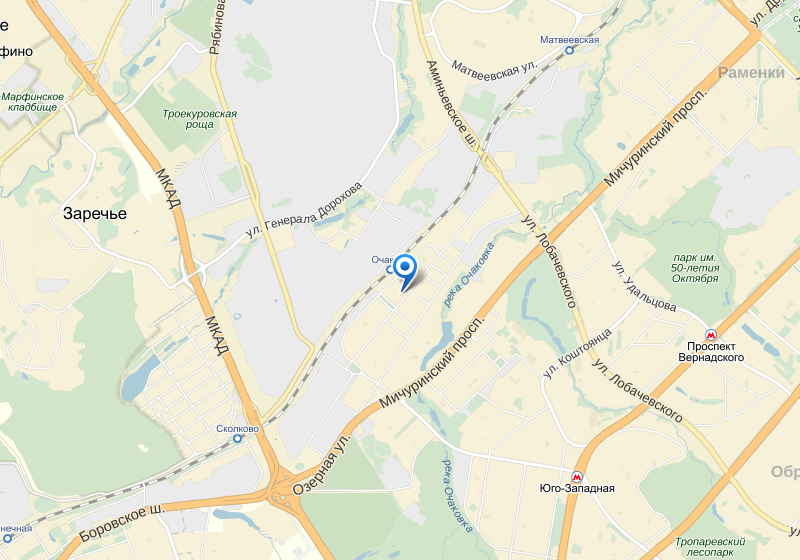 Рябинова
Матвеевская
Матвеевская ул.
Аминьевское ш.
Раменки
Марфинское
кладбище
Троекуровская
роща
Мичуринский просп.
МКАД
Заречье
ул. Генерала Дорохова
ул. Лобачевского
парк им.
50-летия
Октября
река Очаковка
ул. Удальцова
МКАД
Мичуринский просп.
ул. Коштоянца
Проспект
Вернадского
ул. Лобачевского
Сколково
Озерная ул.
река Очаковка
Юго-Западная
Боровское ш.
Тропаревский
лесопарк